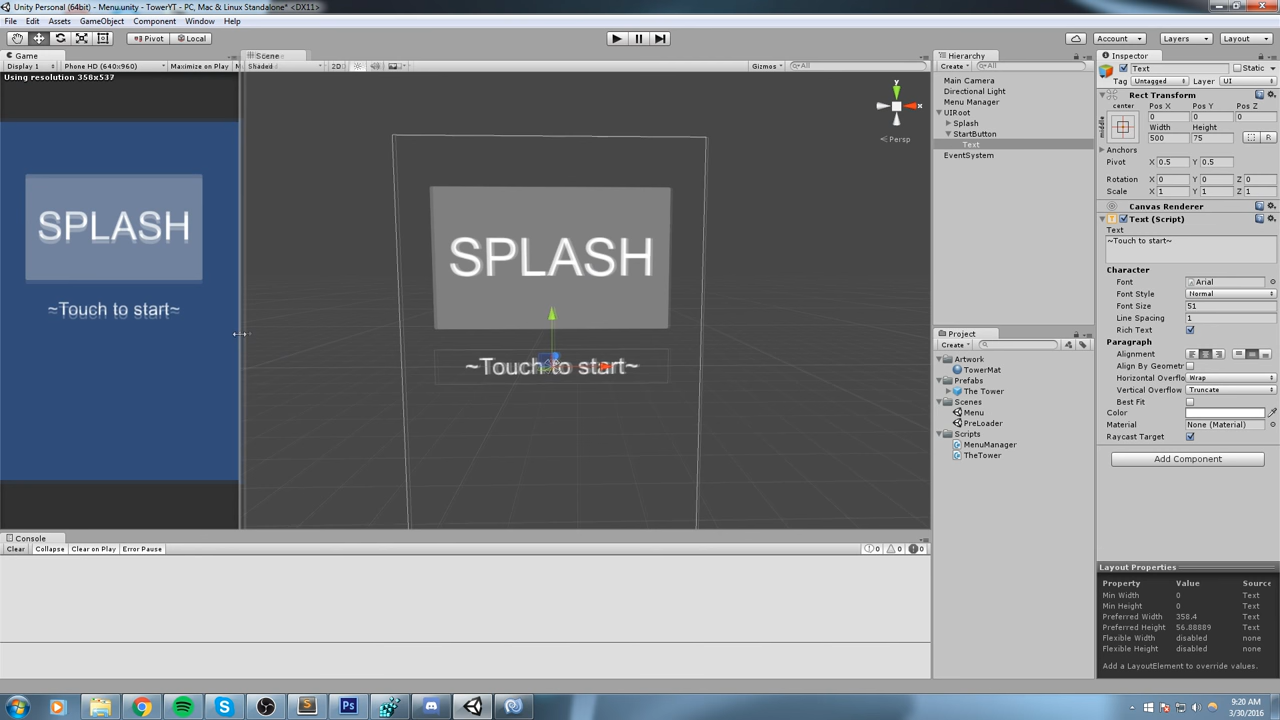 Unity Personal (64bit) - Menu.unity - TowerYT - PC, Mac & Linux Standalone* <DX11>
File Edit Assets GameObject Component Window Help
Pivot Local Account Layers Layout
Game Scene Hierarchy Inspector
Display 1 Phone HD (640x960) Maximize on Play Shaded 2D Gizmos All
Using resolution 358x537
SPLASH
~Touch to start~
SPLASH
~Touch to start~
y
x
Persp
Create All
Main Camera
Directional Light
Menu Manager
UIRoot
Splash
StartButton
Text
EventSystem
Project
Create
Artwork
TowerMat
Prefabs
The Tower
Scenes
Menu
PreLoader
Scripts
MenuManager
TheTower
Text Static
Tag Untagged Layer UI
Rect Transform
center Pos X Pos Y Pos Z
middle 0 0 0
Width Height
500 75 R
Anchors
Pivot X 0.5 Y 0.5
Rotation X 0 Y 0 Z 0
Scale X 1 Y 1 Z 1
Canvas Renderer
Text (Script)
Text
~Touch to start~
Character
Font Arial
Font Style Normal
Font Size 51
Line Spacing 1
Rich Text
Paragraph
Alignment
Align By Geometr
Horizontal Overflo Wrap
Vertical Overflow Truncate
Best Fit
Color
Material None (Material)
Raycast Target
Add Component
Layout Properties
Property Value Source
Min Width 0 Text
Min Height 0 Text
Preferred Width 358.4 Text
Preferred Height 56.88889 Text
Flexible Width disabled none
Flexible Height disabled none
Add a LayoutElement to override values.
Console
Clear Collapse Clear on Play Error Pause 0 0 0
9:20 AM
3/30/2016